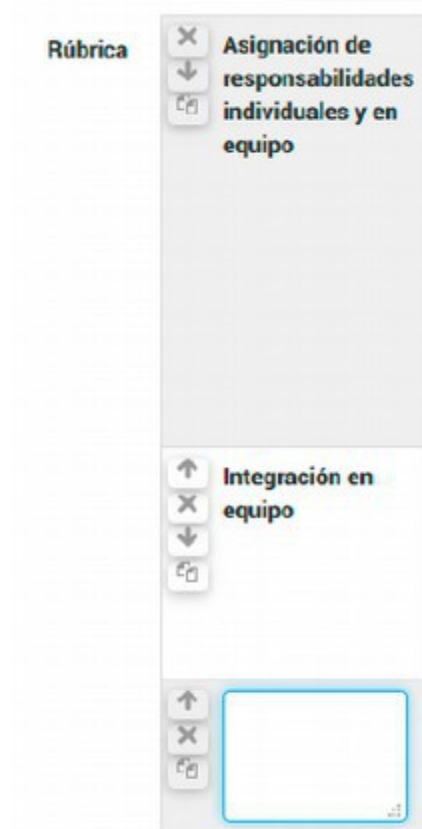 Rúbrica
Asignación de
responsabilidades
individuales y en
equipo
Integración en
equipo